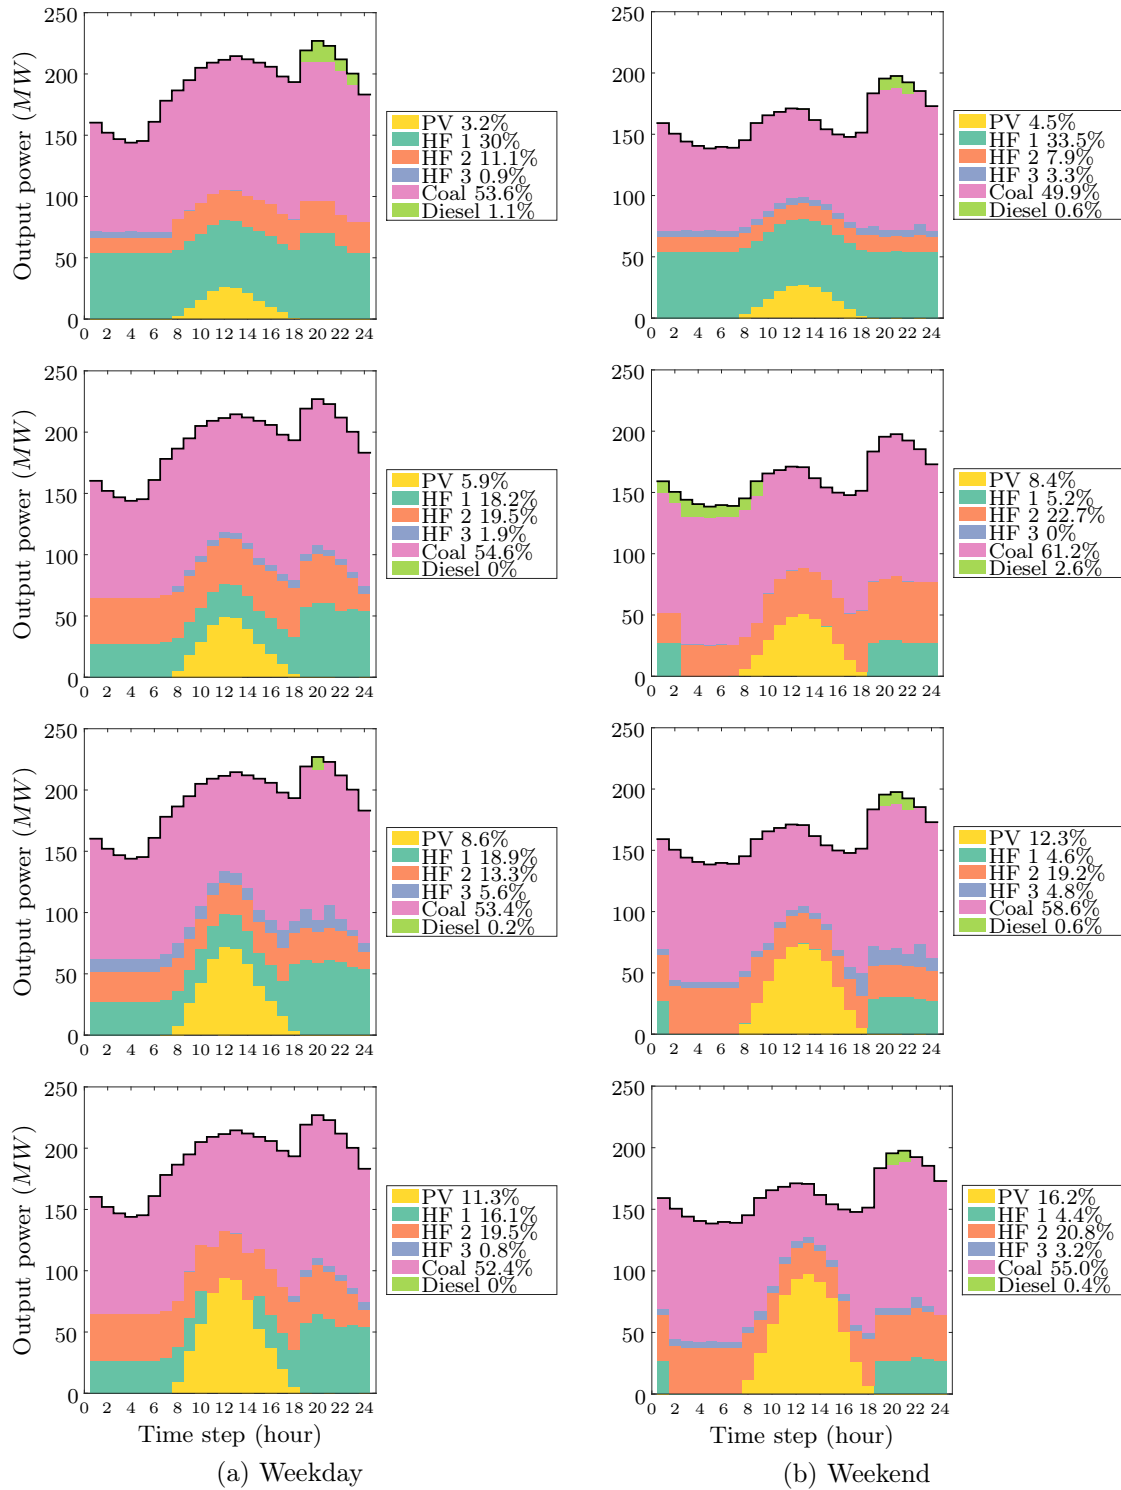 250
200
150
100
50
0
Output power (MW)
0 2 4 6 8 10 12 14 16 18 20 22 24
PV 3.2%
HF 1 30%
HF 2 11.1%
HF 3 0.9%
Coal 53.6%
Diesel 1.1%
250
200
150
100
50
0
0 2 4 6 8 10 12 14 16 18 20 22 24
PV 4.5%
HF 1 33.5%
HF 2 7.9%
HF 3 3.3%
Coal 49.9%
Diesel 0.6%
250
200
150
100
50
0
Output power (MW)
0 2 4 6 8 10 12 14 16 18 20 22 24
PV 5.9%
HF 1 18.2%
HF 2 19.5%
HF 3 1.9%
Coal 54.6%
Diesel 0%
250
200
150
100
50
0
0 2 4 6 8 10 12 14 16 18 20 22 24
PV 8.4%
HF 1 5.2%
HF 2 22.7%
HF 3 0%
Coal 61.2%
Diesel 2.6%
250
200
150
100
50
0
Output power (MW)
0 2 4 6 8 10 12 14 16 18 20 22 24
PV 8.6%
HF 1 18.9%
HF 2 13.3%
HF 3 5.6%
Coal 53.4%
Diesel 0.2%
250
200
150
100
50
0
0 2 4 6 8 10 12 14 16 18 20 22 24
PV 12.3%
HF 1 4.6%
HF 2 19.2%
HF 3 4.8%
Coal 58.6%
Diesel 0.6%
250
200
150
100
50
0
Output power (MW)
0 2 4 6 8 10 12 14 16 18 20 22 24
Time step (hour)
PV 11.3%
HF 1 16.1%
HF 2 19.5%
HF 3 0.8%
Coal 52.4%
Diesel 0%
(a) Weekday
250
200
150
100
50
0
0 2 4 6 8 10 12 14 16 18 20 22 24
Time step (hour)
PV 16.2%
HF 1 4.4%
HF 2 20.8%
HF 3 3.2%
Coal 55.0%
Diesel 0.4%
(b) Weekend